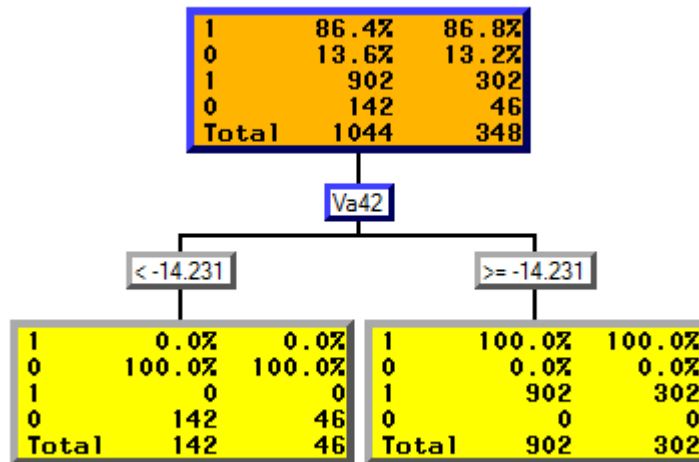 1 86.4% 86.8%
0 13.6% 13.2%
1 902 302
0 142 46
Total 1044 348
Va42
< -14.231
>= -14.231
1 0.0% 0.0%
0 100.0% 100.0%
1 0 0
0 142 46
Total 142 46
1 100.0% 100.0%
0 0.0% 0.0%
1 902 302
0 0 0
Total 902 302